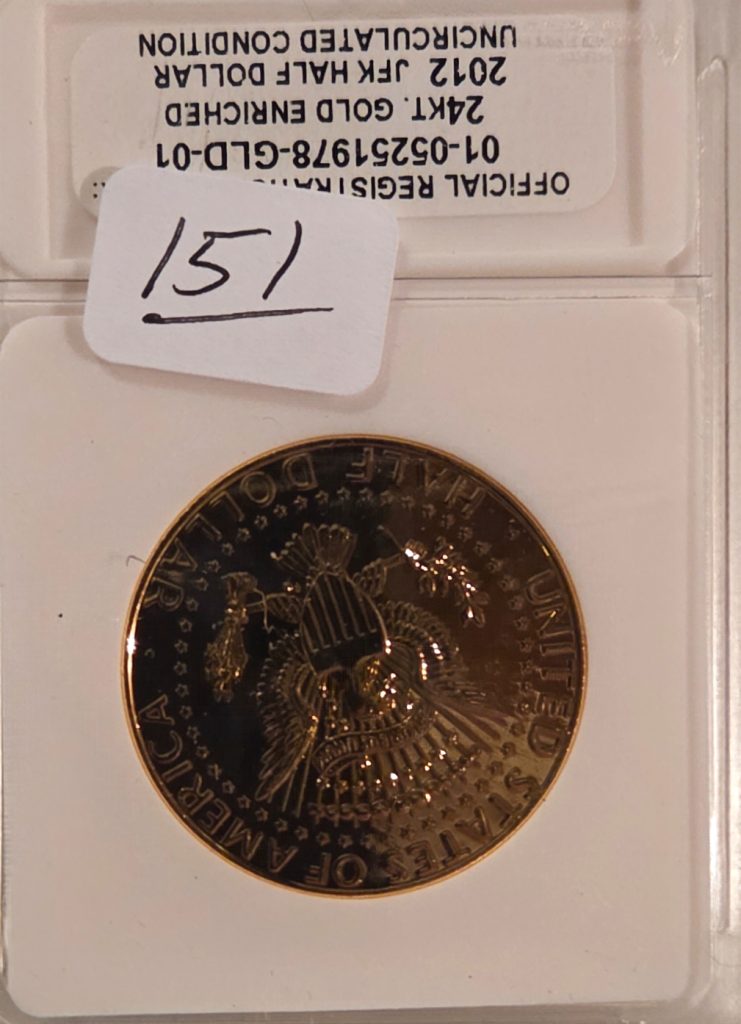 OFFICIAL REGISTRATIO
01-05251978-GLD-01
24KT. GOLD ENRICHED
2012 JFK HALF DOLLAR
UNCIRCULATED CONDITION
151
UNITED STATES OF AMERICA
HALF DOLLAR